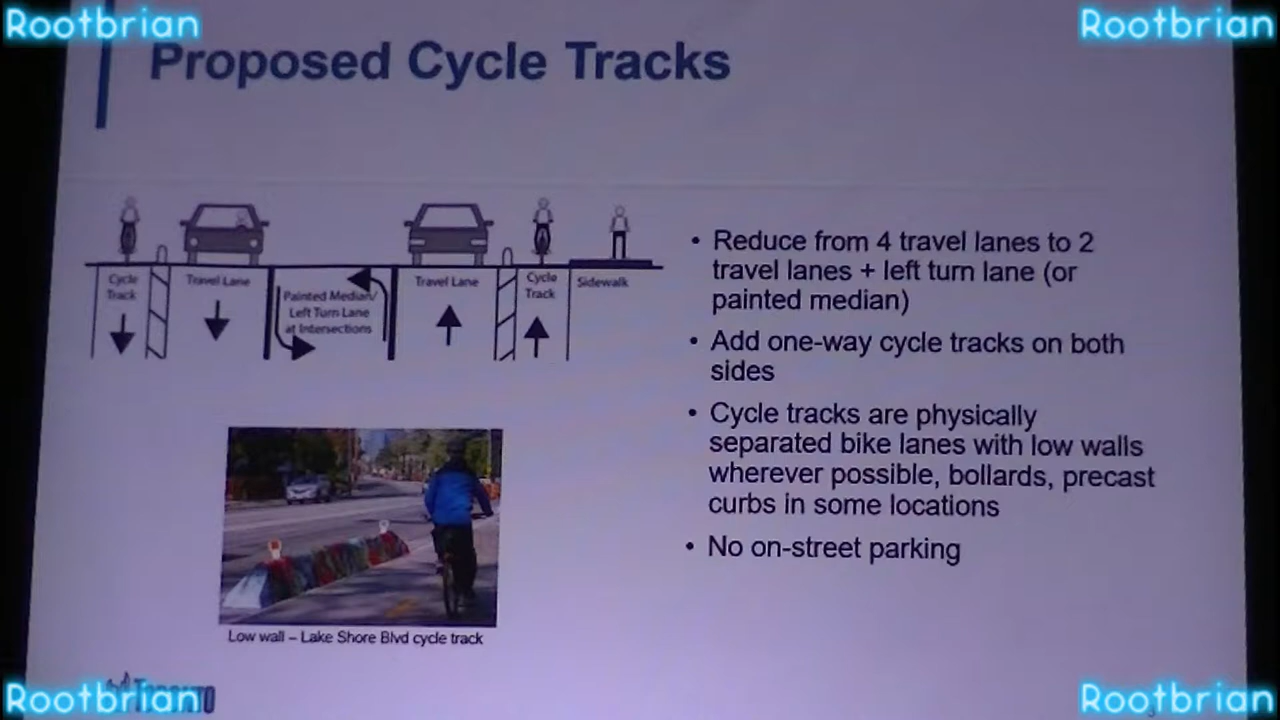 Rootbrian
Rootbrian
Proposed Cycle Tracks
Cycle
Track
Travel Lane
Painted Median/
Left Turn Lane
at Intersections
Travel Lane
Cycle
Track
Sidewalk
• Reduce from 4 travel lanes to 2
travel lanes + left turn lane (or
painted median)
• Add one-way cycle tracks on both
sides
• Cycle tracks are physically
separated bike lanes with low walls
wherever possible, bollards, precast
curbs in some locations
• No on-street parking
Low wall – Lake Shore Blvd cycle track
TORONTO
Rootbrian
Rootbrian